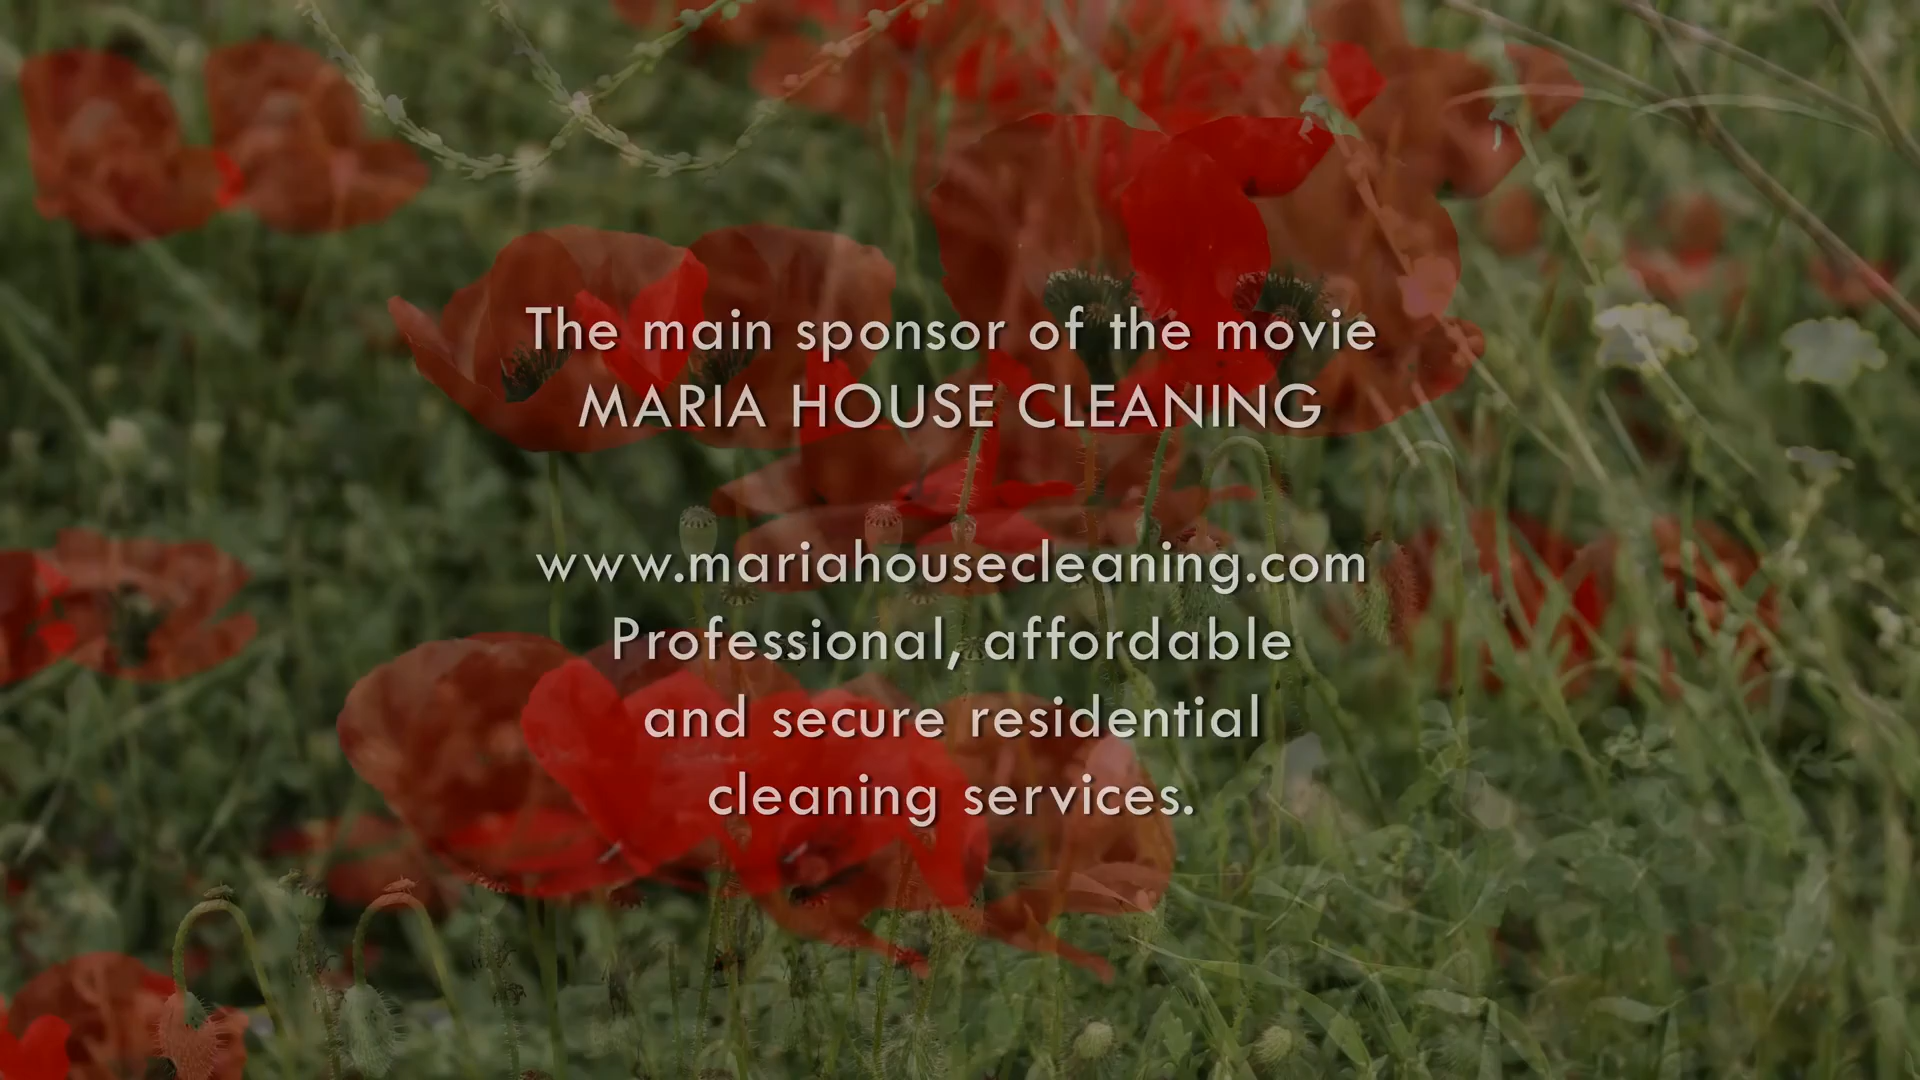 The main sponsor of the movie
MARIA HOUSE CLEANING
www.mariahousecleaning.com
Professional, affordable
and secure residential
cleaning services.